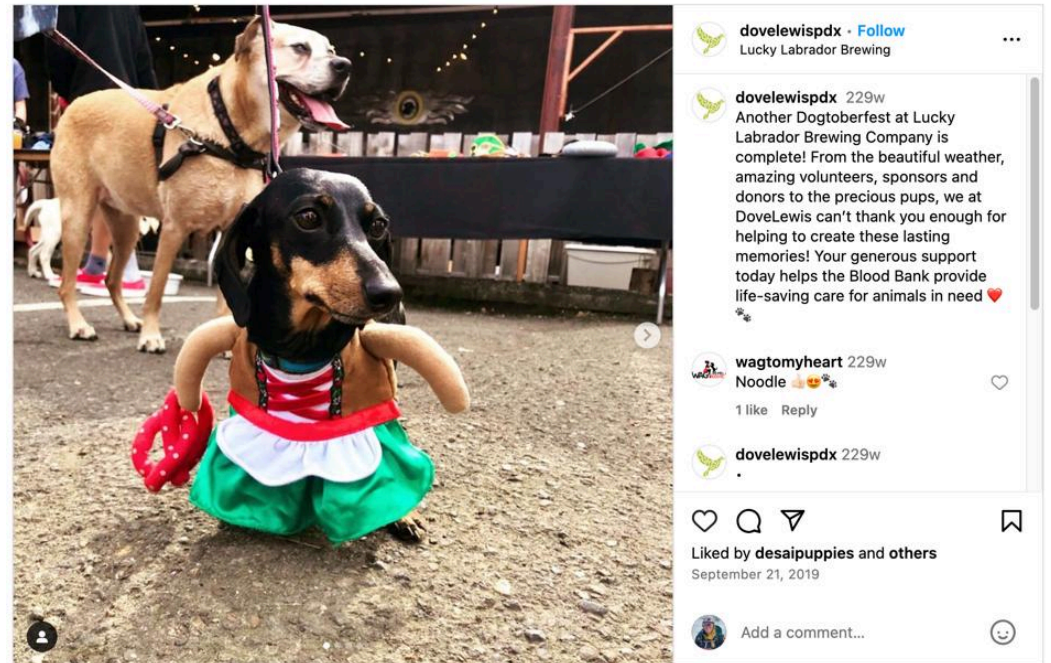 dovelewispdx • Follow
Lucky Labrador Brewing
dovelewispdx 229w
Another Dogtoberfest at Lucky
Labrador Brewing Company is
complete! From the beautiful weather,
amazing volunteers, sponsors and
donors to the precious pups, we at
DoveLewis can't thank you enough for
helping to create these lasting
memories! Your generous support
today helps the Blood Bank provide
life-saving care for animals in need ❤️
🐾
wagtomyheart 229w
Noodle 👍🏻😍🐾
1 like Reply
dovelewispdx 229w
.
Liked by desaipuppies and others
September 21, 2019
Add a comment...